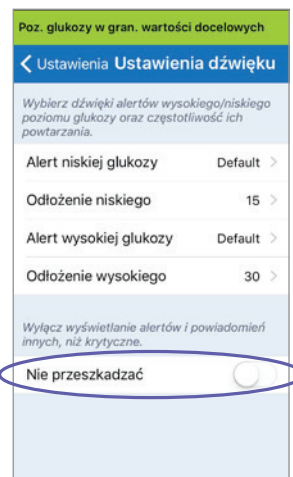 Poz. glukozy w gran. wartości docelowych
Ustawienia Ustawienia dźwięku
Wybierz dźwięki alertów wysokiego/niskiego
poziomu glukozy oraz częstotliwość ich
powtarzania.
Alert niskiej glukozy Default
Odłożenie niskiego 15
Alert wysokiej glukozy Default
Odłożenie wysokiego 30
Wyłącz wyświetlanie alertów i powiadomień
innych, niż krytyczne.
Nie przeszkadzać